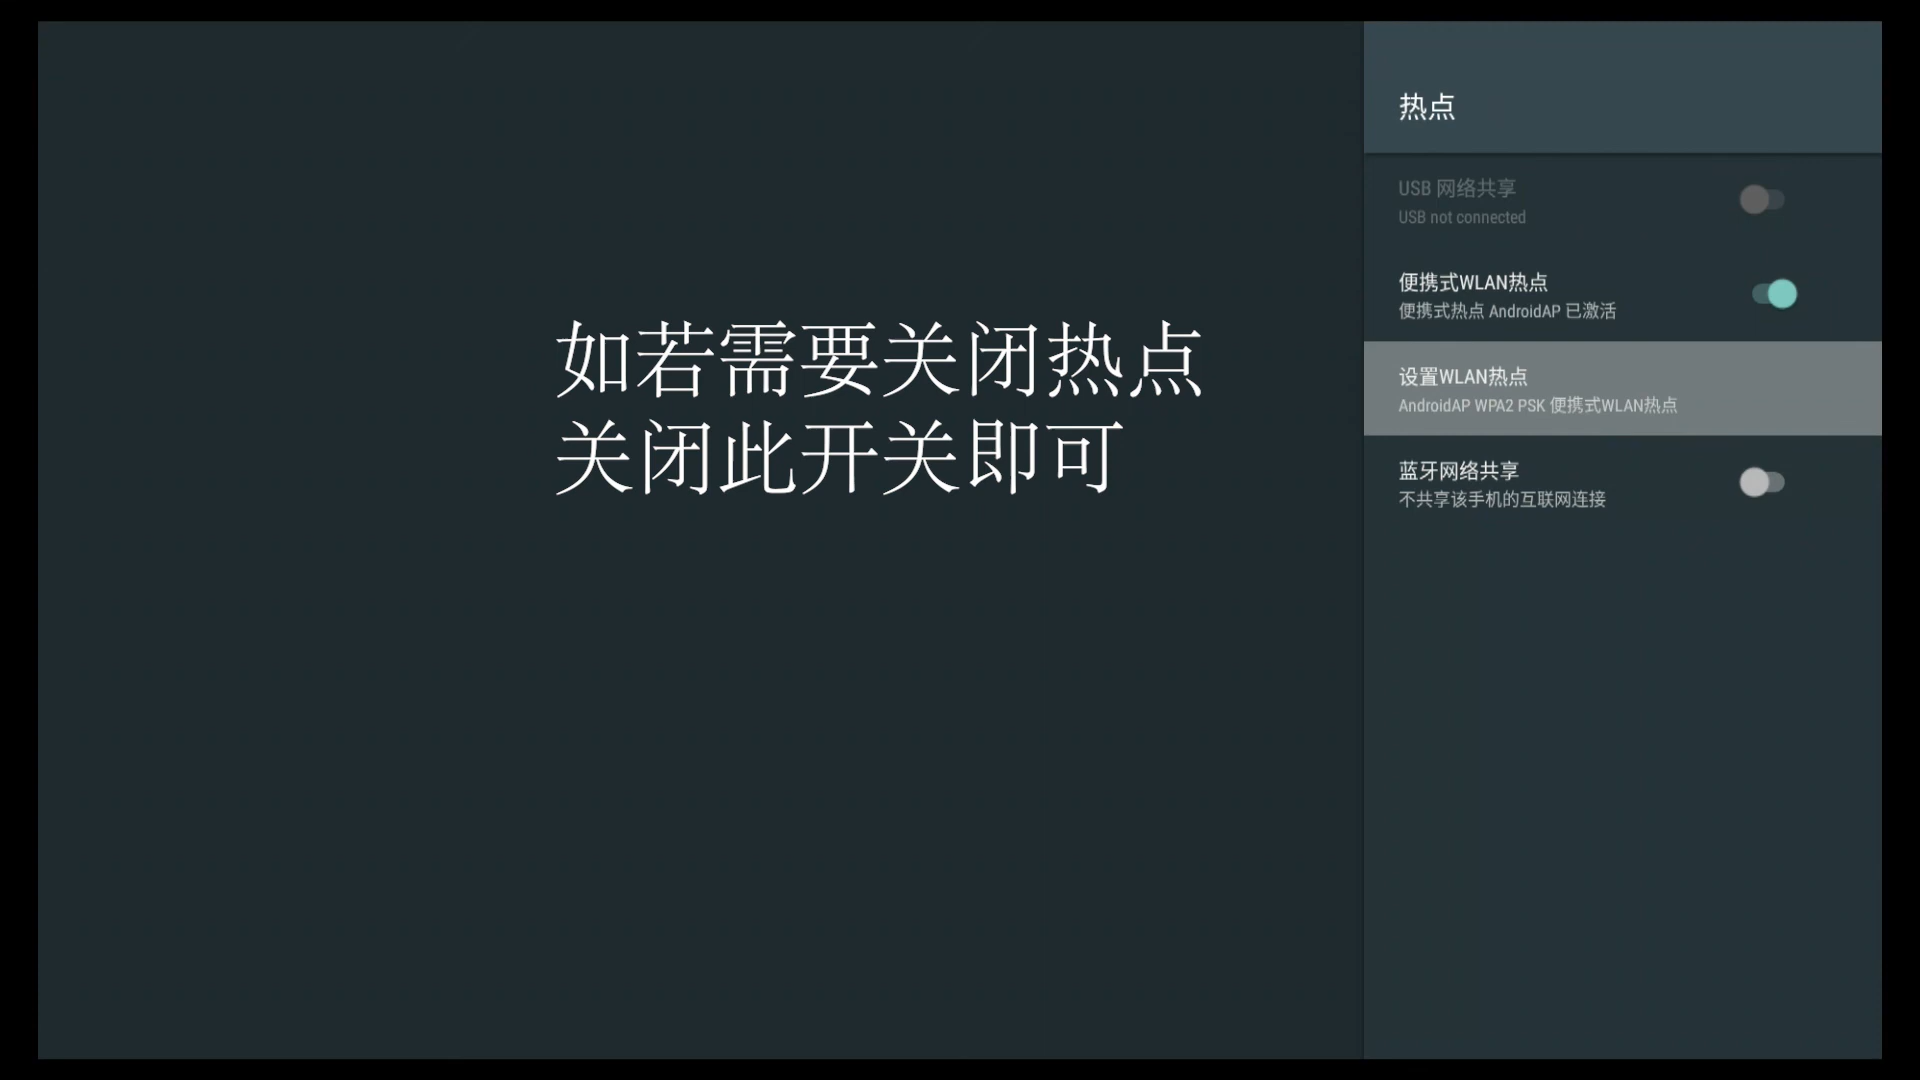 热点
USB 网络共享
USB not connected
便携式WLAN热点
便携式热点 AndroidAP 已激活
设置WLAN热点
AndroidAP WPA2 PSK 便携式WLAN热点
蓝牙网络共享
不共享该手机的互联网连接
如若需要关闭热点
关闭此开关即可